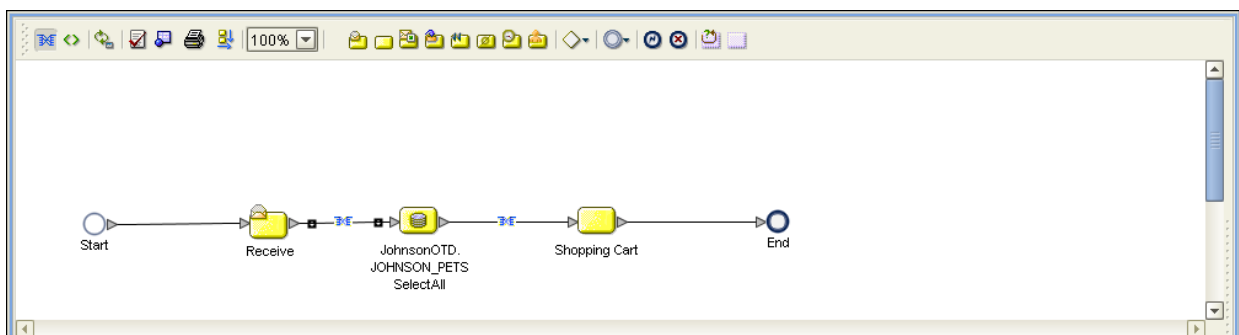 100%
Start
Receive
JohnsonOTD.
JOHNSON_PETS
SelectAll
Shopping Cart
End